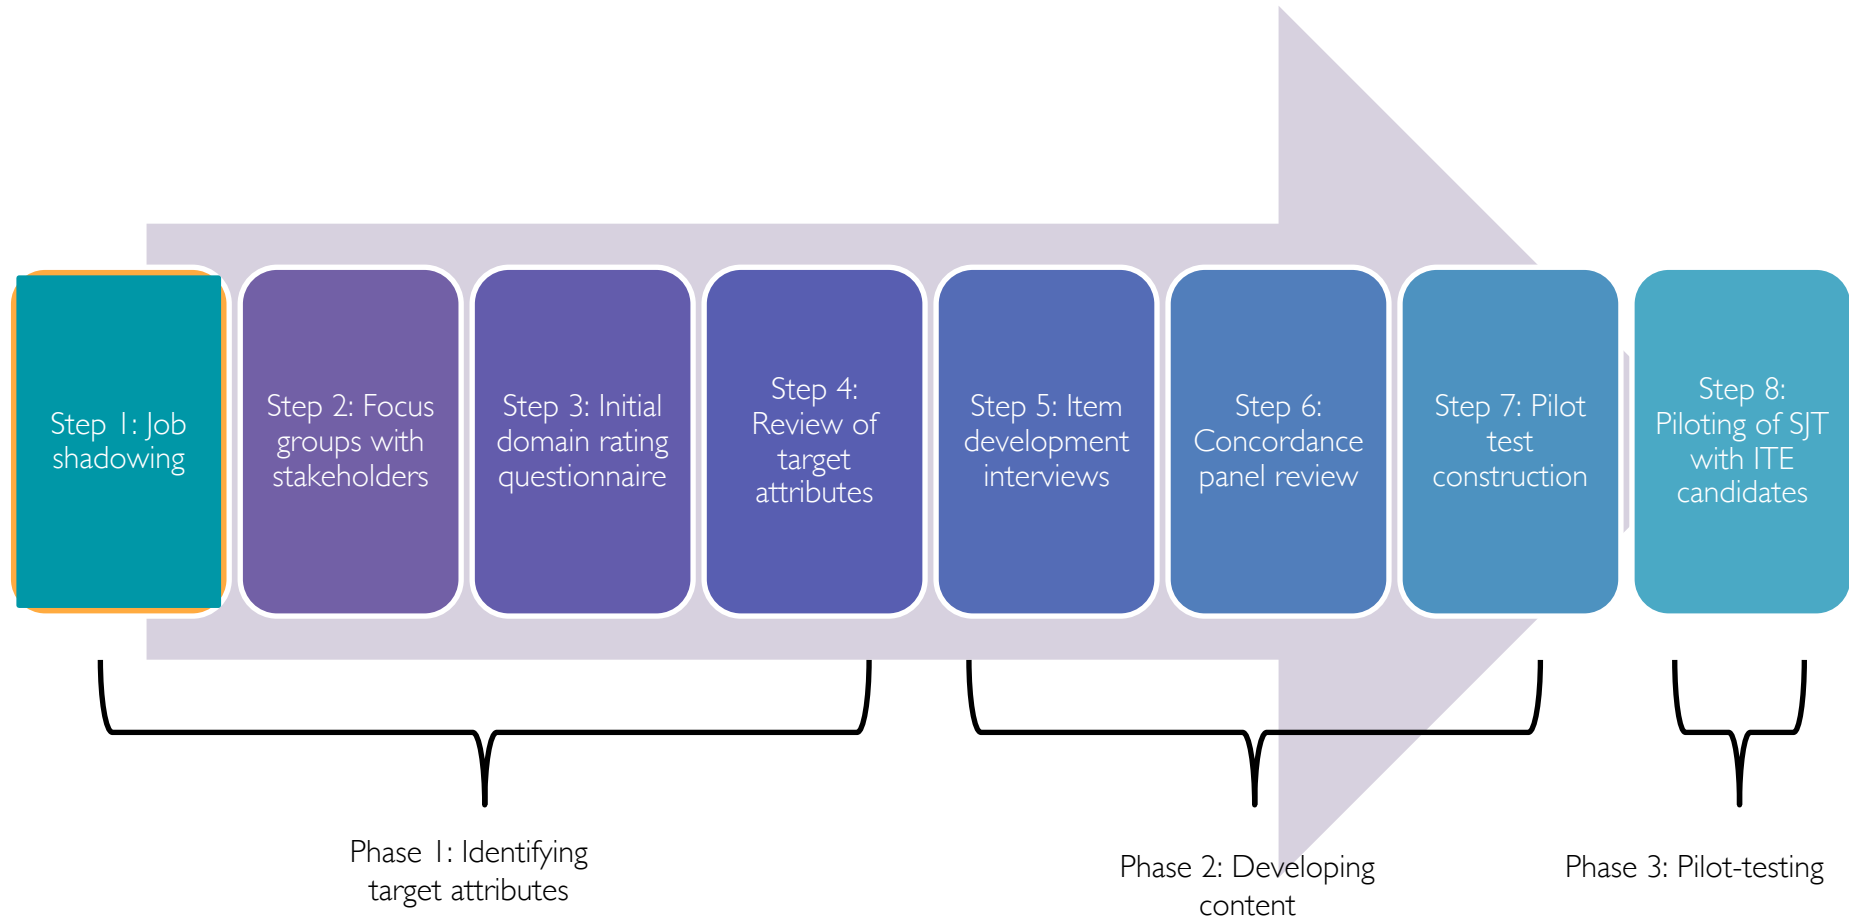 Step 1: Job
shadowing
Step 2: Focus
groups with
stakeholders
Step 3: Initial
domain rating
questionnaire
Step 4:
Review of
target
attributes
Step 5: Item
development
interviews
Step 6:
Concordance
panel review
Step 7: Pilot
test
construction
Step 8:
Piloting of SJT
with ITE
candidates
Phase 1: Identifying
target attributes
Phase 2: Developing
content
Phase 3: Pilot-testing